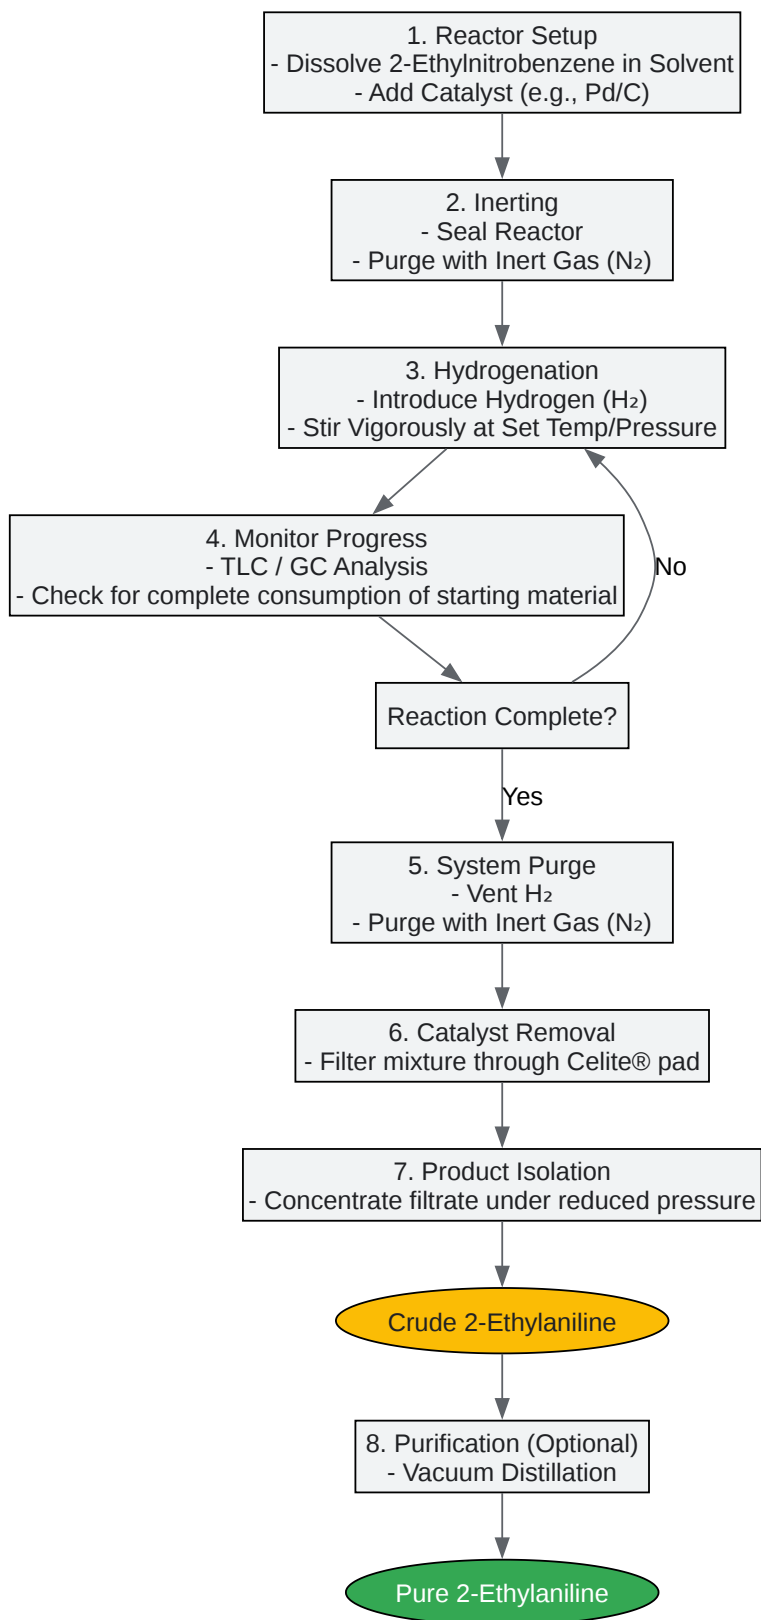 1. Reactor Setup
- Dissolve 2-Ethylnitrobenzene in Solvent
- Add Catalyst (e.g., Pd/C)
2. Inerting
- Seal Reactor
- Purge with Inert Gas (N₂)
3. Hydrogenation
- Introduce Hydrogen (H₂)
- Stir Vigorously at Set Temp/Pressure
4. Monitor Progress
- TLC / GC Analysis
- Check for complete consumption of starting material
No
Reaction Complete?
Yes
5. System Purge
- Vent H₂
- Purge with Inert Gas (N₂)
6. Catalyst Removal
- Filter mixture through Celite® pad
7. Product Isolation
- Concentrate filtrate under reduced pressure
Crude 2-Ethylaniline
8. Purification (Optional)
- Vacuum Distillation
Pure 2-Ethylaniline